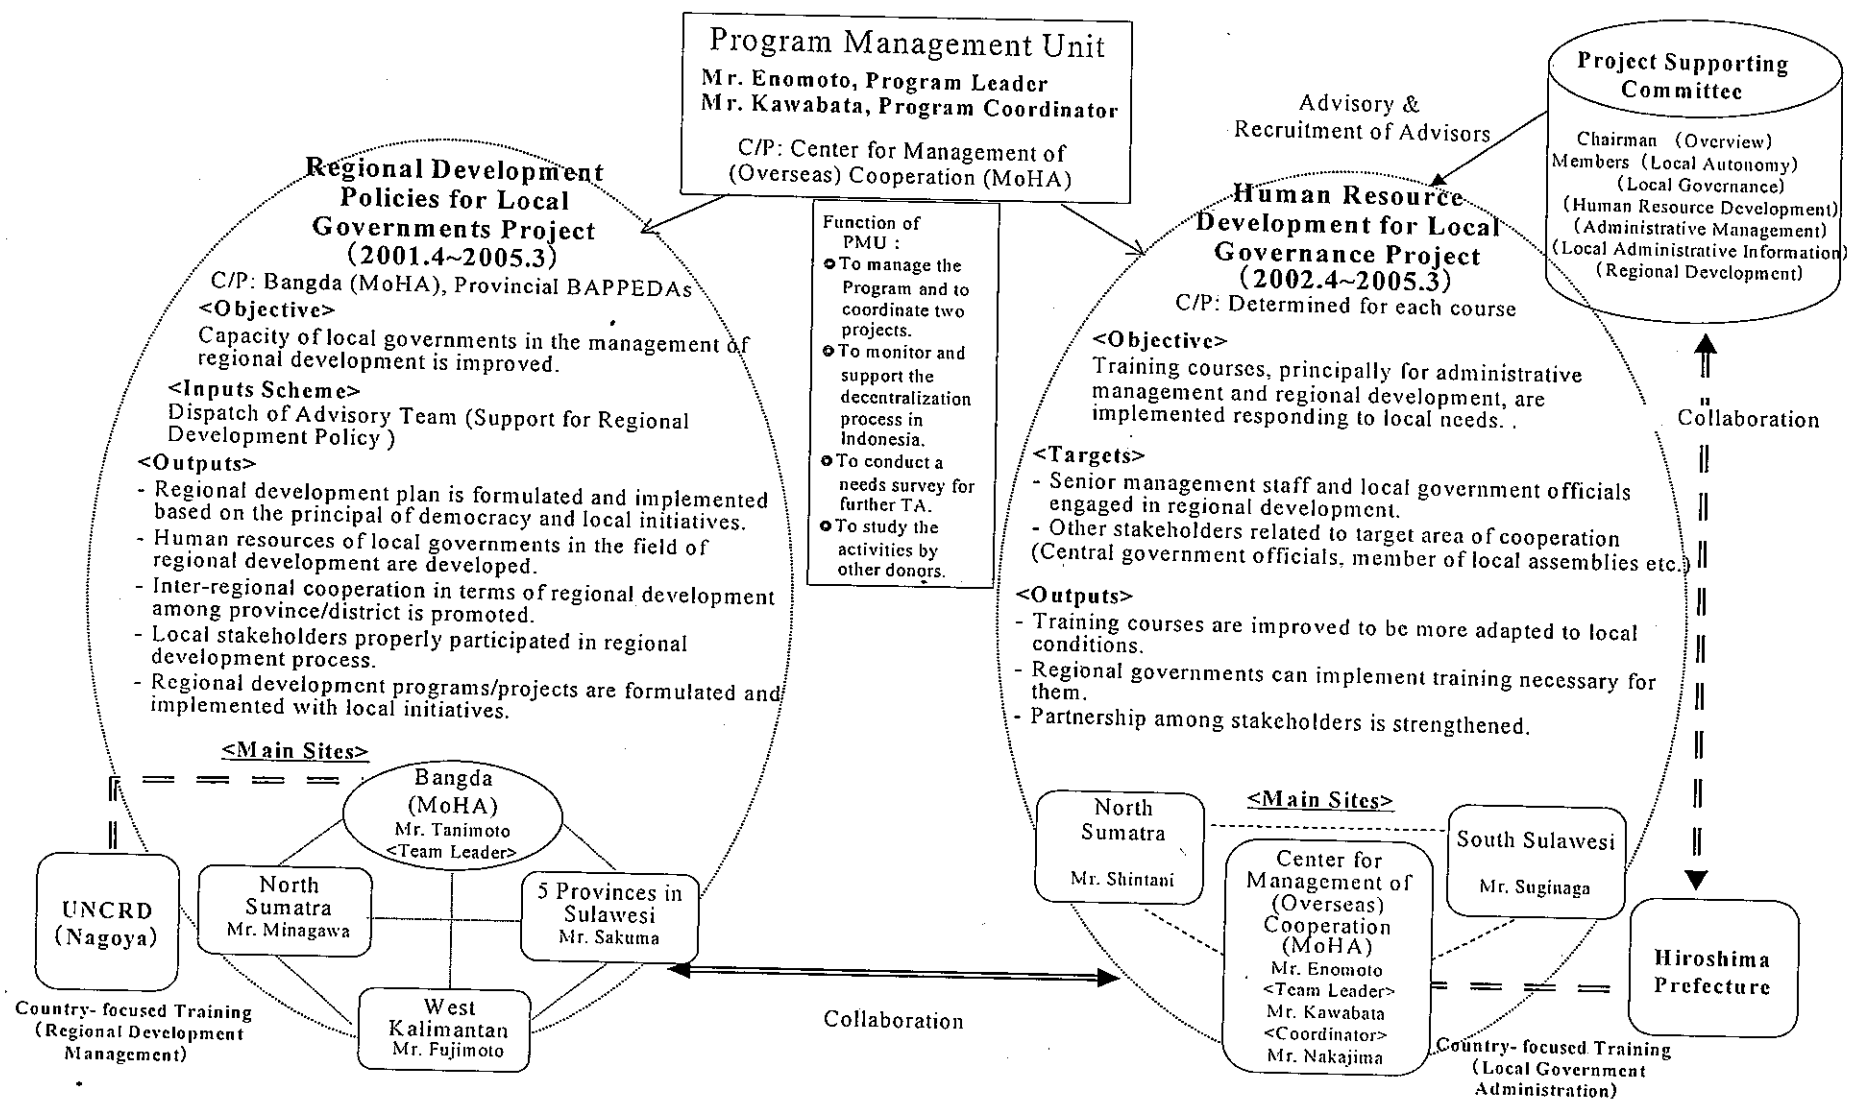 Program Management Unit
Mr. Enomoto, Program Leader
Mr. Kawabata, Program Coordinator
C/P: Center for Management of
(Overseas) Cooperation (MoHA)
Project Supporting
Committee
Chairman (Overview)
Members (Local Autonomy)
(Local Governance)
(Human Resource Development)
(Administrative Management)
(Local Administrative Information)
(Regional Development)
Advisory &
Recruitment of Advisors
Regional Development
Policies for Local
Governments Project
(2001.4~2005.3)
C/P: Bangda (MoHA), Provincial BAPPEDAs
<Objective>
Capacity of local governments in the management of
regional development is improved.
<Inputs Scheme>
Dispatch of Advisory Team (Support for Regional
Development Policy )
<Outputs>
- Regional development plan is formulated and implemented
based on the principal of democracy and local initiatives.
- Human resources of local governments in the field of
regional development are developed.
- Inter-regional cooperation in terms of regional development
among province/district is promoted.
- Local stakeholders properly participated in regional
development process.
- Regional development programs/projects are formulated and
implemented with local initiatives.
<Main Sites>
Bangda
(MoHA)
Mr. Tanimoto
<Team Leader>
North
Sumatra
Mr. Minagawa
5 Provinces in
Sulawesi
Mr. Sakuma
West
Kalimantan
Mr. Fujimoto
UNCRD
(Nagoya)
Country- focused Training
(Regional Development
Management)
Function of
PMU :
To manage the
Program and to
coordinate two
projects.
To monitor and
support the
decentralization
process in
Indonesia.
To conduct a
needs survey for
further TA.
To study the
activities by
other donors.
Human Resource
Development for Local
Governance Project
(2002.4~2005.3)
C/P: Determined for each course
<Objective>
Training courses, principally for administrative
management and regional development, are
implemented responding to local needs. .
<Targets>
- Senior management staff and local government officials
engaged in regional development.
- Other stakeholders related to target area of cooperation
(Central government officials, member of local assemblies etc.)
<Outputs>
- Training courses are improved to be more adapted to local
conditions.
- Regional governments can implement training necessary for
them.
- Partnership among stakeholders is strengthened.
<Main Sites>
North
Sumatra
Mr. Shintani
South Sulawesi
Mr. Suginaga
Center for
Management of
(Overseas)
Cooperation
(MoHA)
Mr. Enomoto
<Team Leader>
Mr. Kawabata
<Coordinator>
Mr. Nakajima
Collaboration
Collaboration
Hiroshima
Prefecture
Country- focused Training
(Local Government
Administration)